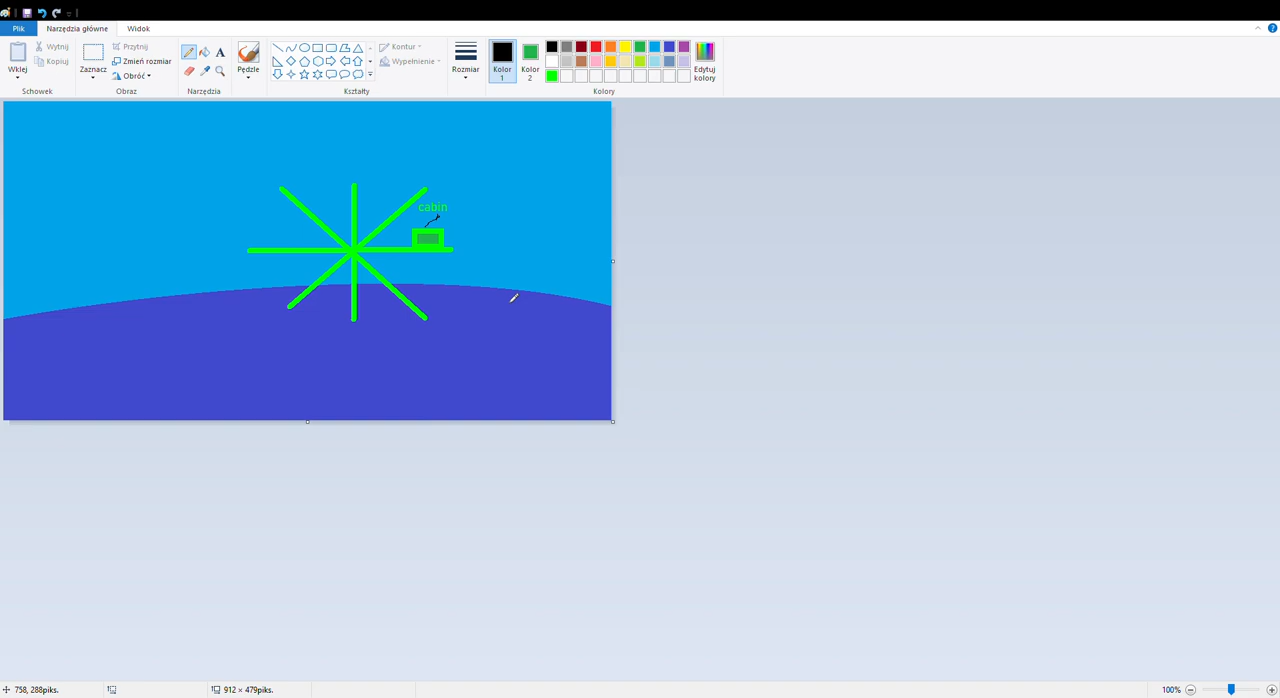 Plik Narzędzia główne Widok
Wklej
Wytnij
Kopiuj
Schowek
Zaznacz
Przytnij
Zmień rozmiar
Obróć
Obraz
A
Narzędzia
Pędzle
Kontur
Wypełnienie
Kształty
Rozmiar
Kolor 1
Kolor 2
Edytuj kolory
Kolory
cabin
758, 288piks. 912 × 479piks. 100%